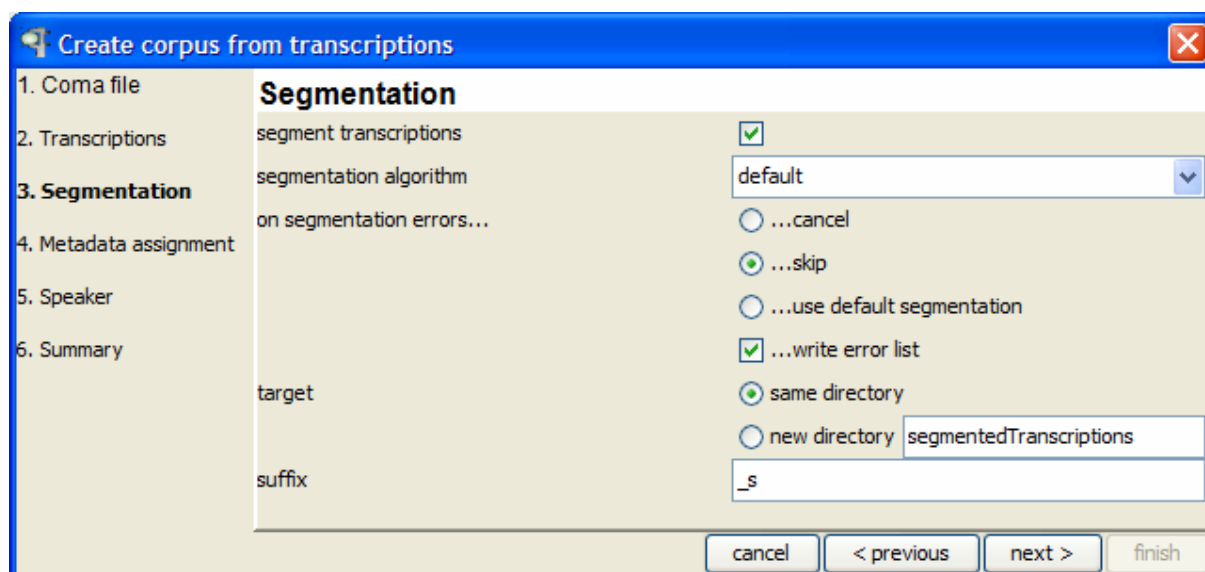 Create corpus from transcriptions
1. Coma file
2. Transcriptions
3. Segmentation
4. Metadata assignment
5. Speaker
6. Summary
Segmentation
segment transcriptions
segmentation algorithm default
on segmentation errors... ...cancel
...skip
...use default segmentation
...write error list
target same directory
new directory segmentedTranscriptions
suffix _s
cancel < previous next > finish